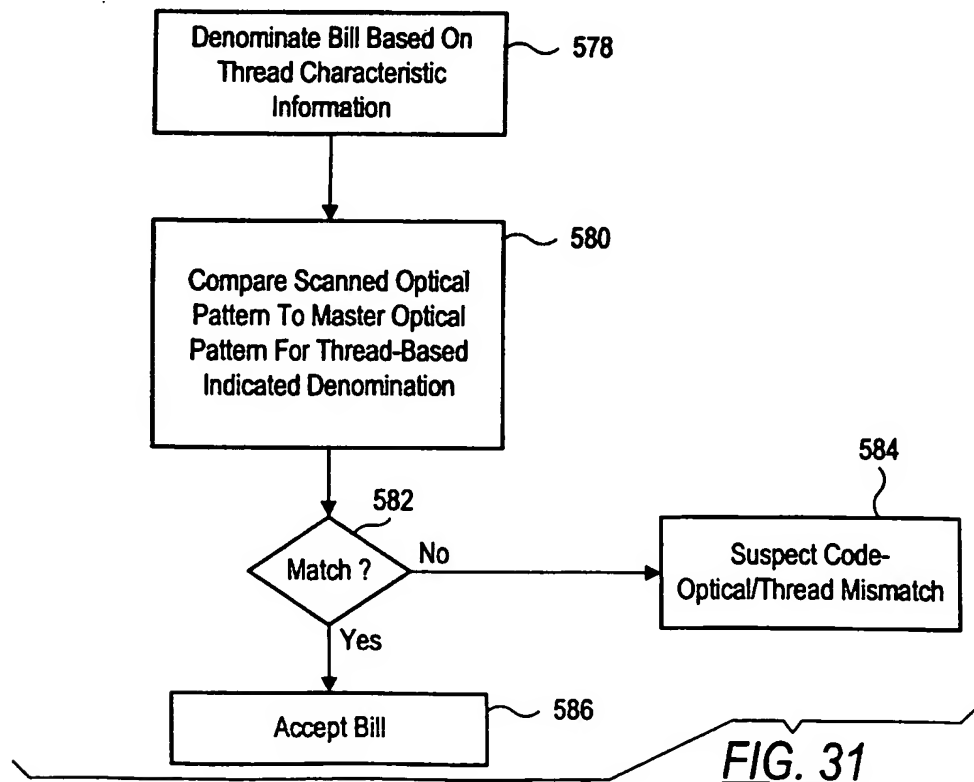 Denominate Bill Based On
Thread Characteristic
Information
578
Compare Scanned Optical
Pattern To Master Optical
Pattern For Thread-Based
Indicated Denomination
580
582
Match ?
No
Yes
584
Suspect Code-
Optical/Thread Mismatch
Accept Bill
586
FIG. 31